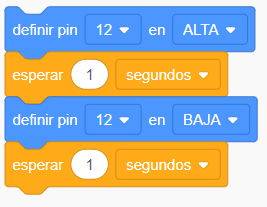 definir pin 12 en ALTA
esperar 1 segundos
definir pin 12 en BAJA
esperar 1 segundos